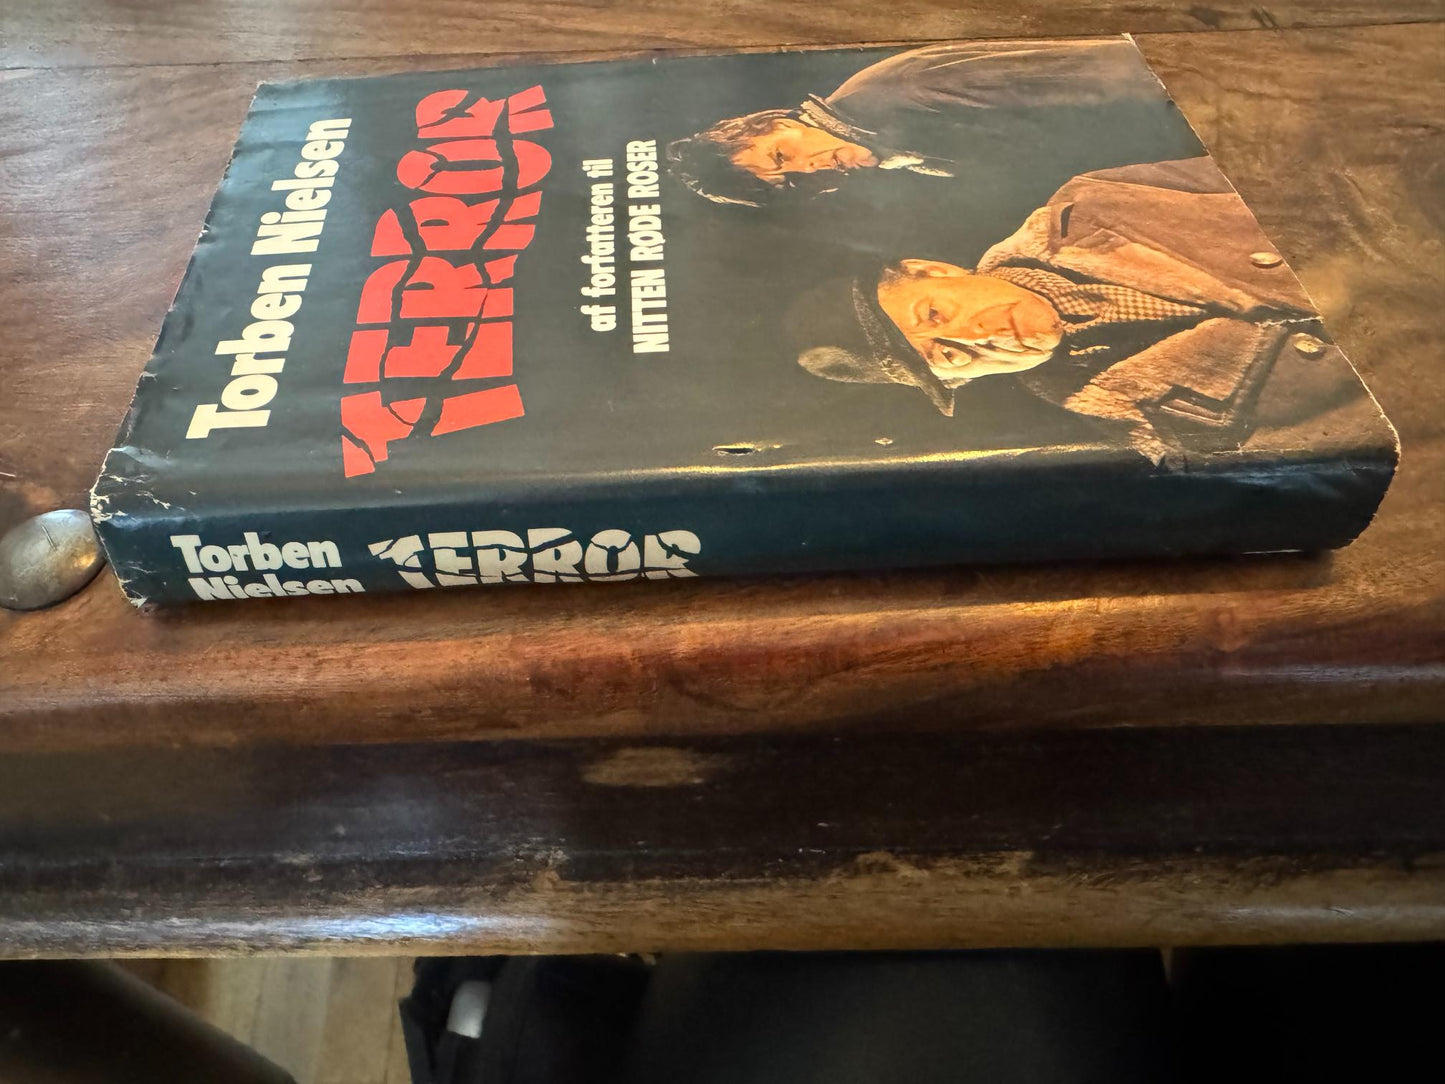 Torben Nielsen
TERROR
af forfatteren til
NITTEN RØDE ROSER
Torben
Nielsen
TERROR